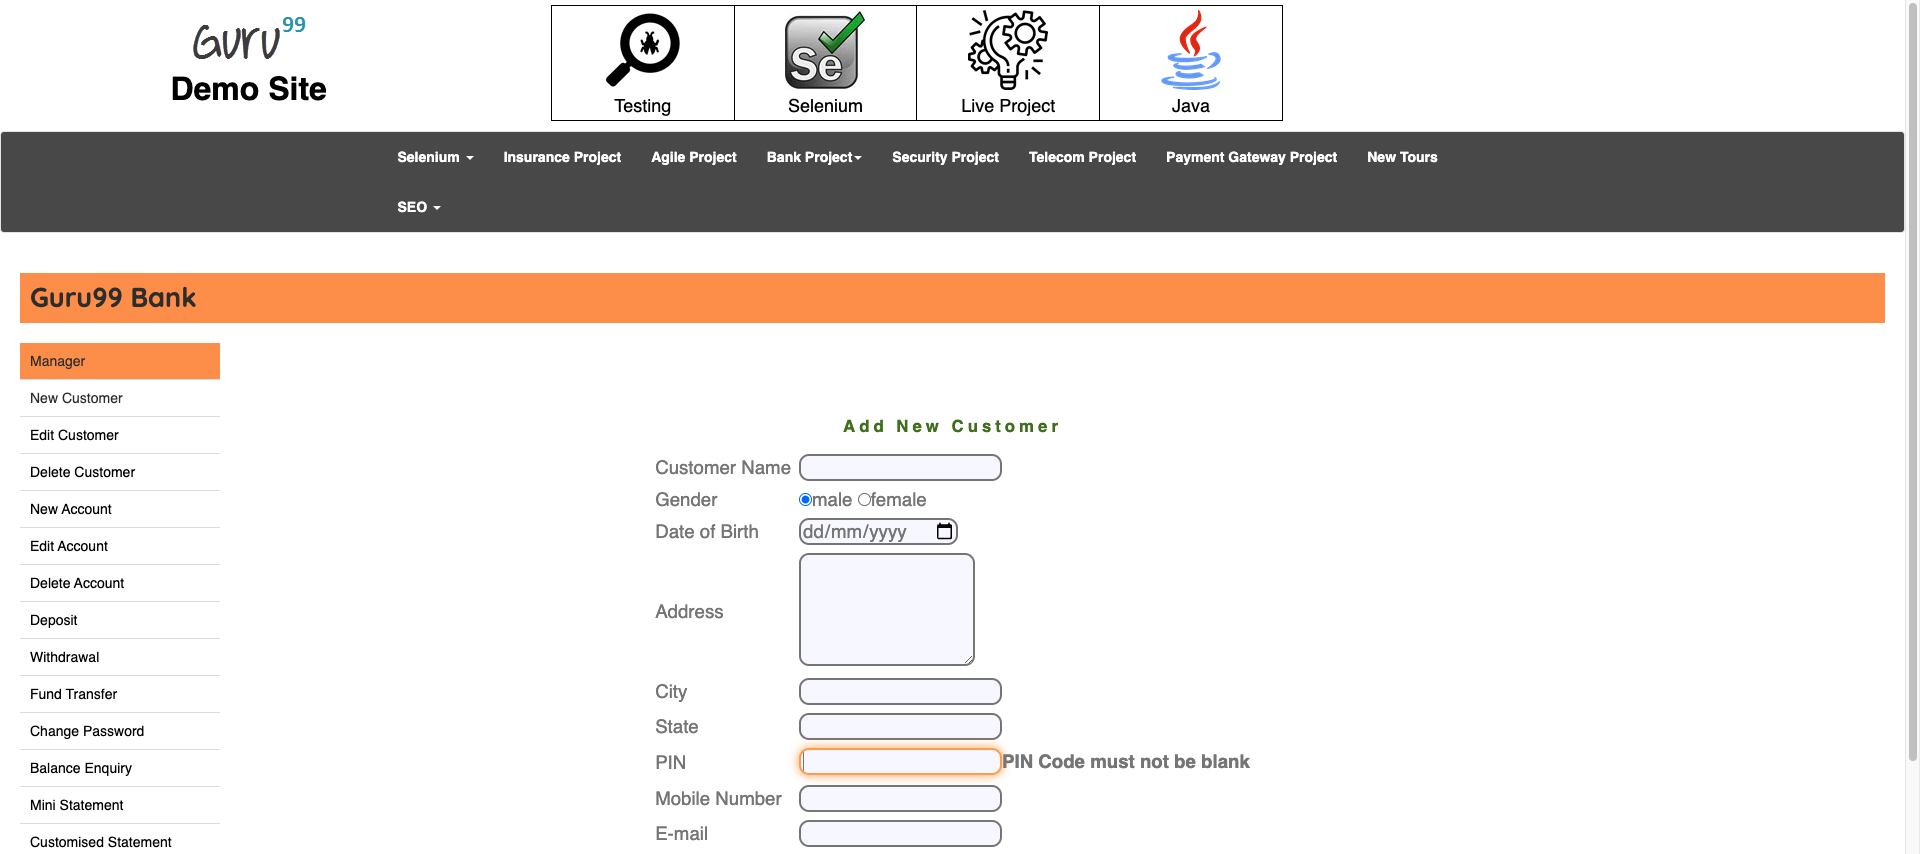 Guru99
Demo Site
Se
Testing
Selenium
Live Project
Java
Selenium
Insurance Project
Agile Project
Bank Project
Security Project
Telecom Project
Payment Gateway Project
New Tours
SEO
Guru99 Bank
Manager
New Customer
Edit Customer
Delete Customer
New Account
Edit Account
Delete Account
Deposit
Withdrawal
Fund Transfer
Change Password
Balance Enquiry
Mini Statement
Customised Statement
Add New Customer
Customer Name
Gender male female
Date of Birth dd/mm/yyyy
Address
City
State
PIN PIN Code must not be blank
Mobile Number
E-mail